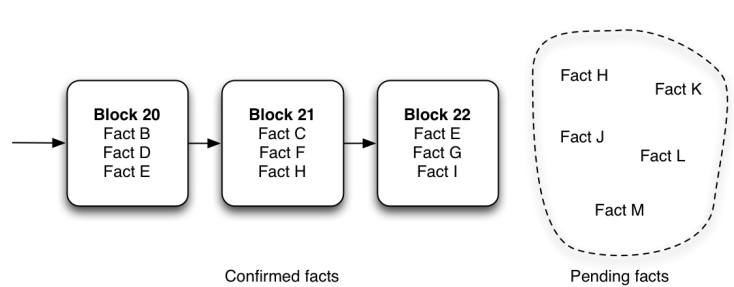 Block 20
Fact B
Fact D
Fact E
Block 21
Fact C
Fact F
Fact H
Block 22
Fact E
Fact G
Fact I
Fact H
Fact K
Fact J
Fact L
Fact M
Confirmed facts
Pending facts